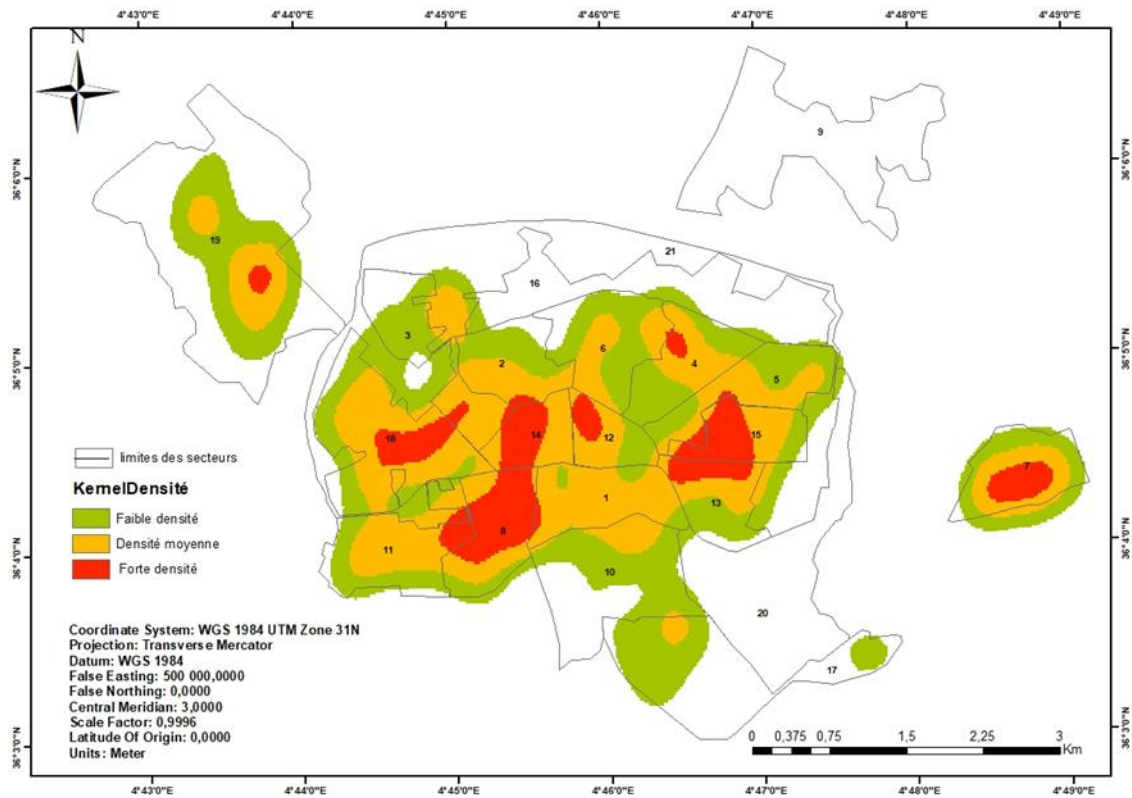 4°43'0"E 4°44'0"E 4°45'0"E 4°46'0"E 4°47'0"E 4°48'0"E 4°49'0"E
N
9
36°6'0"N
36°6'0"N
19
21
16
3
6
2
4
36°5'0"N
36°5'0"N
5
18
14
12
15
7
1
13
8
11
10
36°4'0"N
36°4'0"N
20
17
limites des secteurs
KernelDensité
Faible densité
Densité moyenne
Forte densité
Coordinate System: WGS 1984 UTM Zone 31N
Projection: Transverse Mercator
Datum: WGS 1984
False Easting: 500 000,0000
False Northing: 0,0000
Central Meridian: 3,0000
Scale Factor: 0,9996
Latitude Of Origin: 0,0000
Units: Meter
36°3'0"N
36°3'0"N
0 0,375 0,75 1,5 2,25 3
Km
4°43'0"E 4°44'0"E 4°45'0"E 4°46'0"E 4°47'0"E 4°48'0"E 4°49'0"E